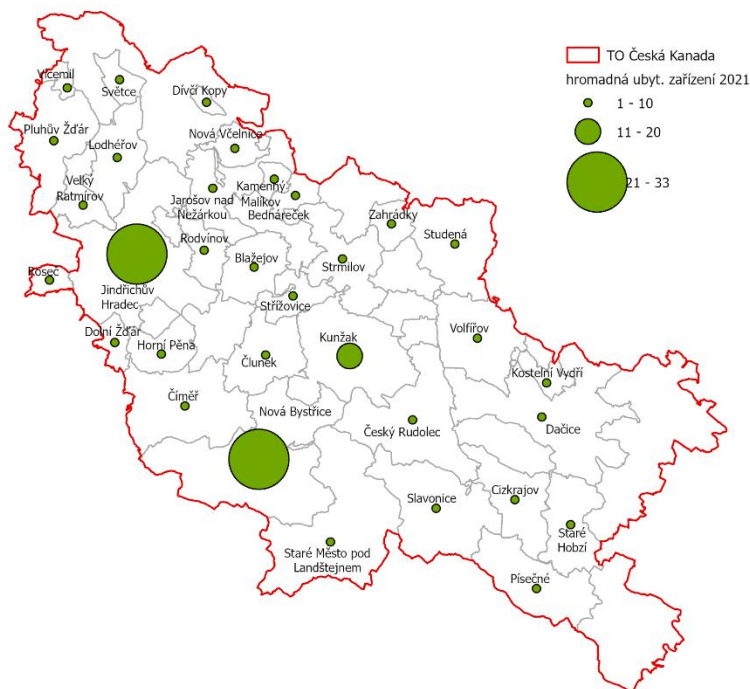 TO Česká Kanada
hromadná ubyt. zařízení 2021
1 - 10
11 - 20
21 - 33
Vícemil
Světce
Dívčí Kopy
Pluhův Žďár
Lodhéřov
Nová Včelnice
Velký
Ratmírov
Jarošov nad
Nežárkou
Kamenný
Malíkov
Bednáreček
Zahrádky
Studená
Rodvínov
Blažejov
Strmilov
Roseč
Jindřichův
Hradec
Střížovice
Dolní Žďár
Horní Pěna
Člunek
Kunžak
Volfířov
Kostelní Vydří
Číměř
Nová Bystřice
Český Rudolec
Dačice
Slavonice
Cizkrajov
Staré
Hobzí
Staré Město pod
Landštejnem
Písečné